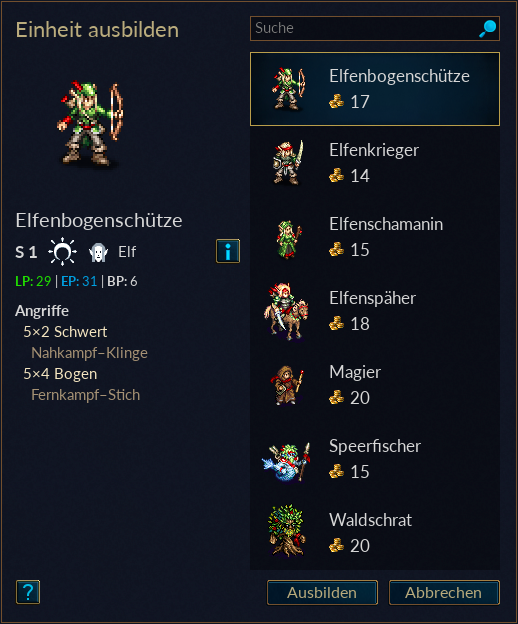 Einheit ausbilden
Elfenbogenschütze
S 1 Elf
LP: 29 | EP: 31 | BP: 6
Angriffe
5×2 Schwert
Nahkampf–Klinge
5×4 Bogen
Fernkampf–Stich
Suche
Elfenbogenschütze
17
Elfenkrieger
14
Elfenschamanin
15
Elfenspäher
18
Magier
20
Speerfischer
15
Waldschrat
20
?
Ausbilden
Abbrechen